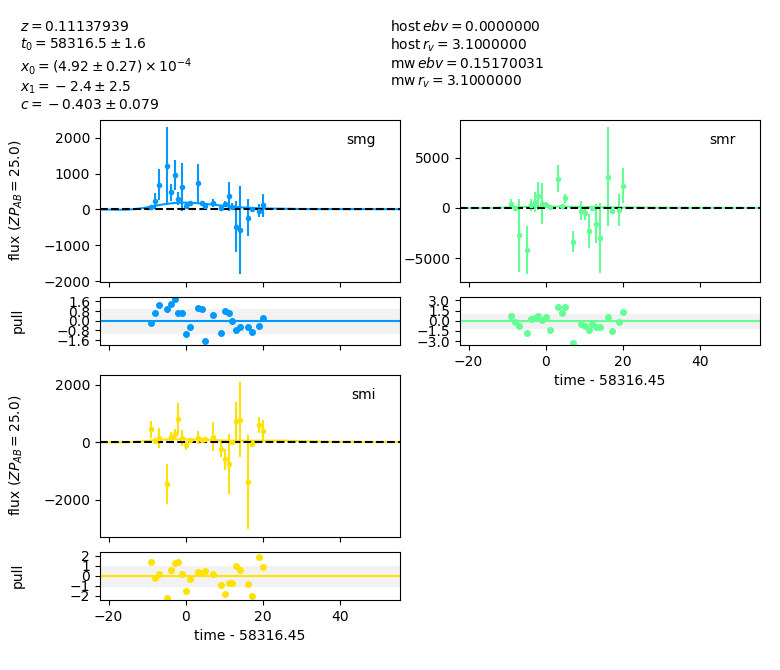 z = 0.11137939
t₀ = 58316.5 ± 1.6
x₀ = (4.92 ± 0.27) × 10⁻⁴
x₁ = −2.4 ± 2.5
c = −0.403 ± 0.079
host ebv = 0.0000000
host r_v = 3.1000000
mw ebv = 0.15170031
mw r_v = 3.1000000
smg
flux (ZP_AB = 25.0)
2000
1000
0
−1000
−2000
smr
5000
0
−5000
pull
1.6
0.8
0.0
−0.8
−1.6
3.0
1.5
0.0
−1.5
−3.0
−20 0 20 40
time - 58316.45
smi
flux (ZP_AB = 25.0)
2000
0
−2000
pull
2
1
0
−1
−2
−20 0 20 40
time - 58316.45